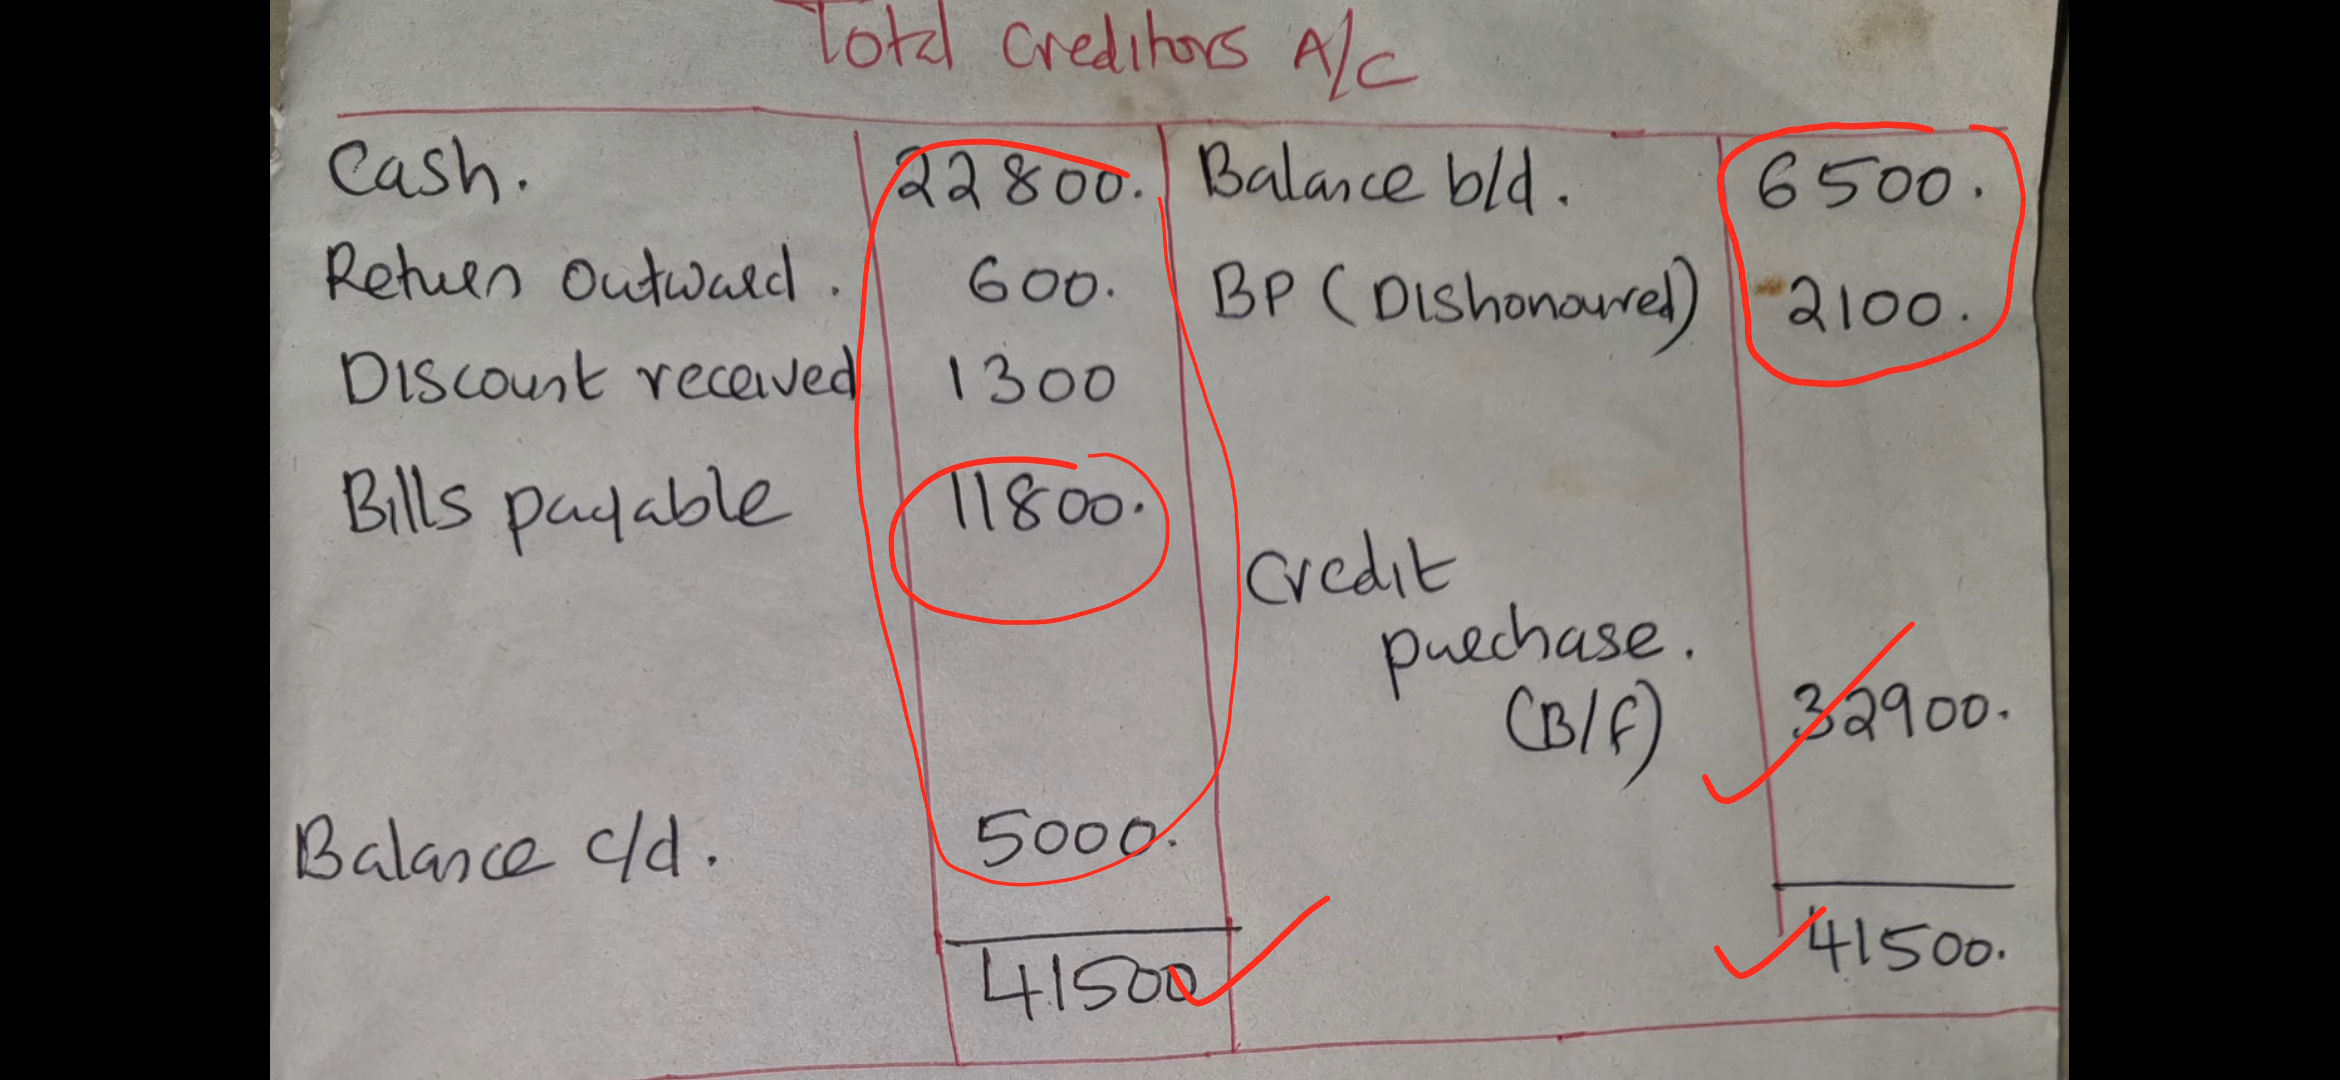 Total Creditors A/C
Cash. 22800. Balance b/d. 6500.
Return Outward. 600. BP (Dishonoured) 2100.
Discount received 1300
Bills payable 11800.
Credit
purchase.
(B/F) 32900.
Balance c/d. 5000.
41500 41500.